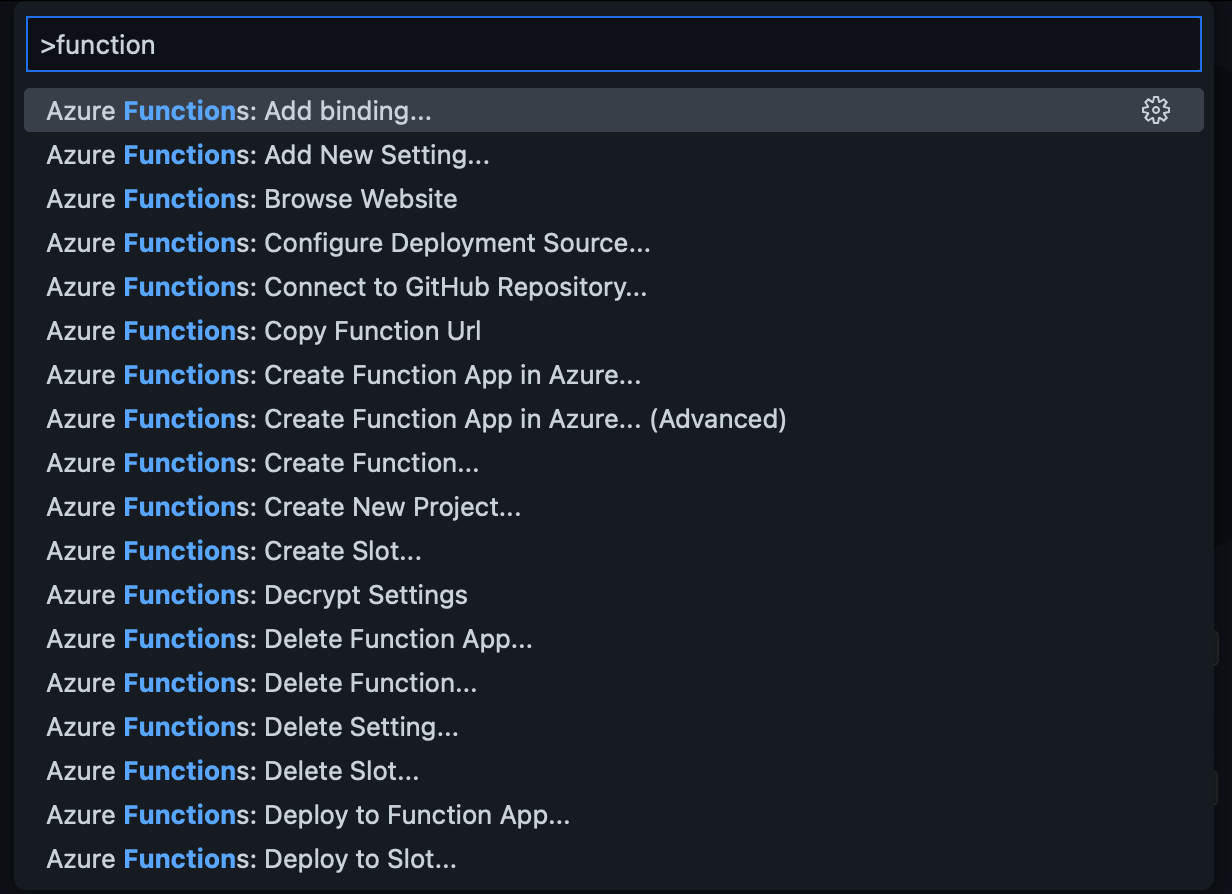 >function
Azure Functions: Add binding...
Azure Functions: Add New Setting...
Azure Functions: Browse Website
Azure Functions: Configure Deployment Source...
Azure Functions: Connect to GitHub Repository...
Azure Functions: Copy Function Url
Azure Functions: Create Function App in Azure...
Azure Functions: Create Function App in Azure... (Advanced)
Azure Functions: Create Function...
Azure Functions: Create New Project...
Azure Functions: Create Slot...
Azure Functions: Decrypt Settings
Azure Functions: Delete Function App...
Azure Functions: Delete Function...
Azure Functions: Delete Setting...
Azure Functions: Delete Slot...
Azure Functions: Deploy to Function App...
Azure Functions: Deploy to Slot...